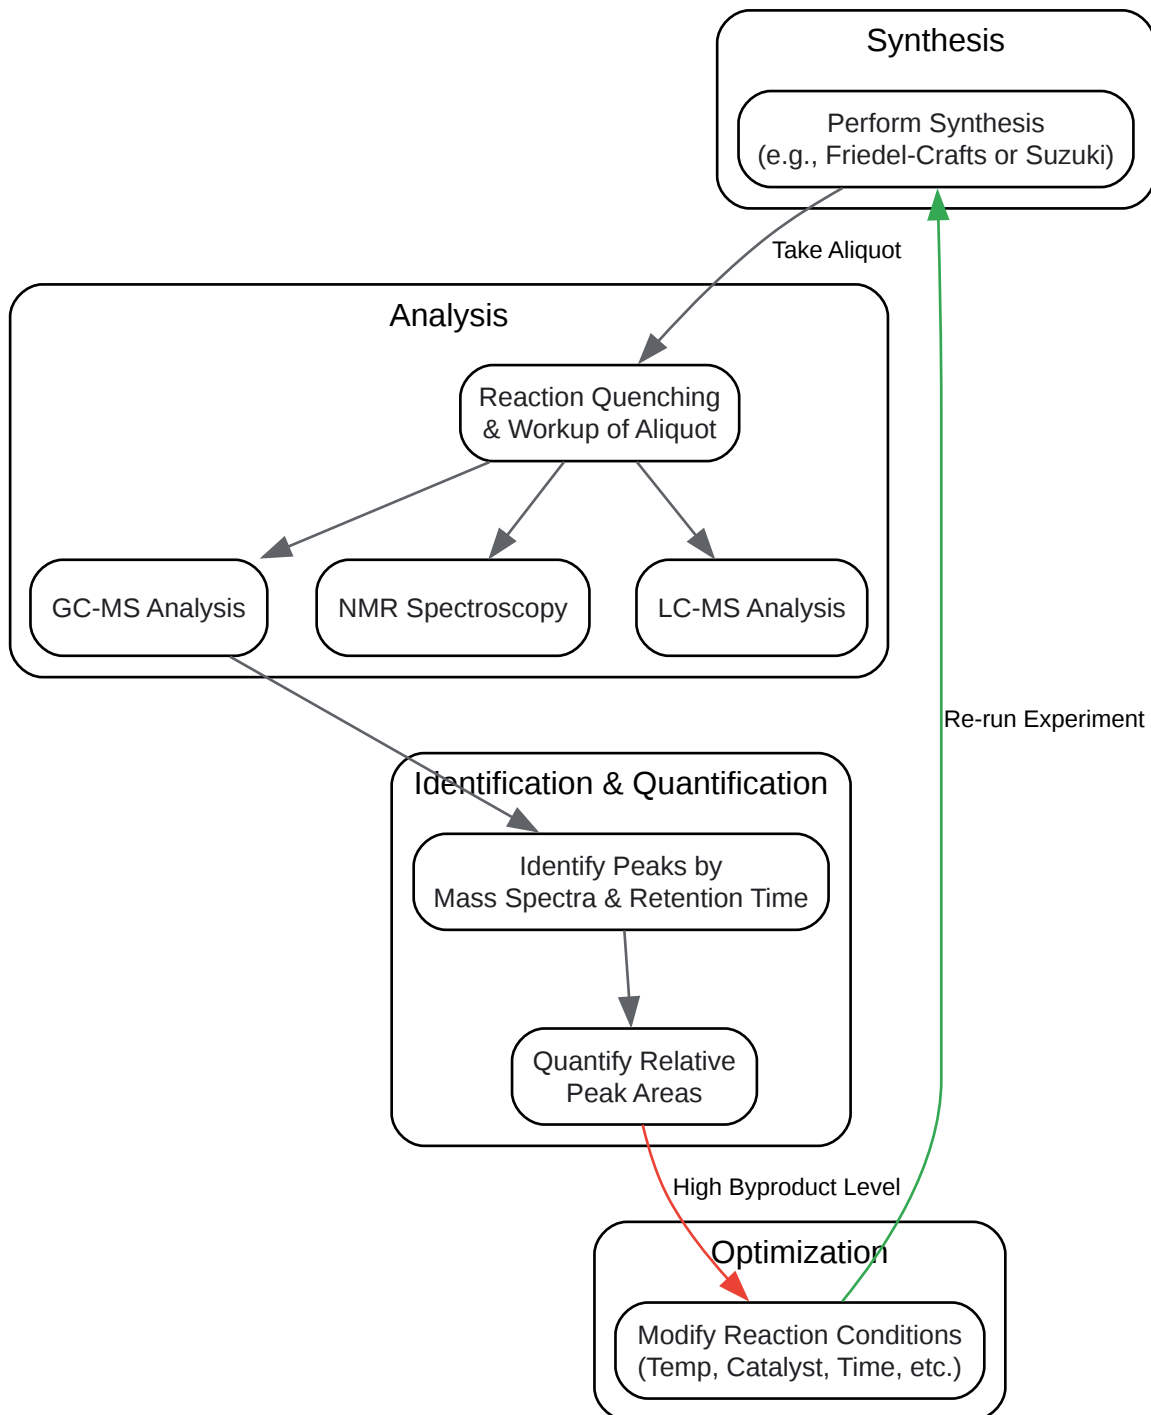 Synthesis
Perform Synthesis
(e.g., Friedel-Crafts or Suzuki)
Take Aliquot
Analysis
Reaction Quenching
& Workup of Aliquot
GC-MS Analysis
NMR Spectroscopy
LC-MS Analysis
Re-run Experiment
Identification & Quantification
Identify Peaks by
Mass Spectra & Retention Time
Quantify Relative
Peak Areas
High Byproduct Level
Optimization
Modify Reaction Conditions
(Temp, Catalyst, Time, etc.)